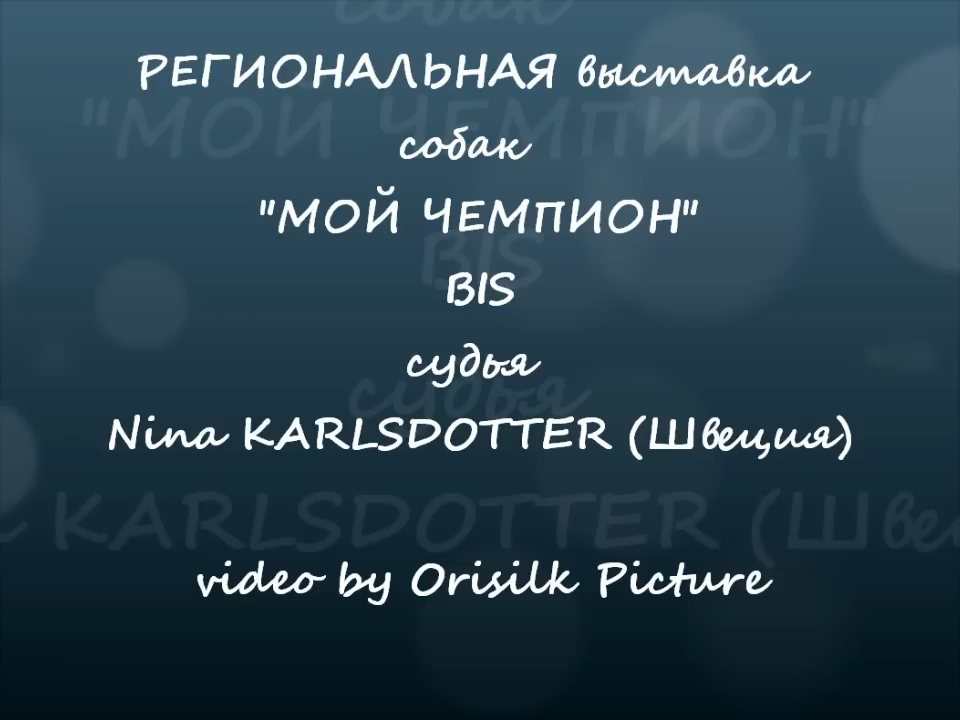 РЕГИОНАЛЬНАЯ выставка
собак
"МОЙ ЧЕМПИОН"
BIS
судья
Nina KARLSDOTTER (Швеция)
video by Orisilk Picture